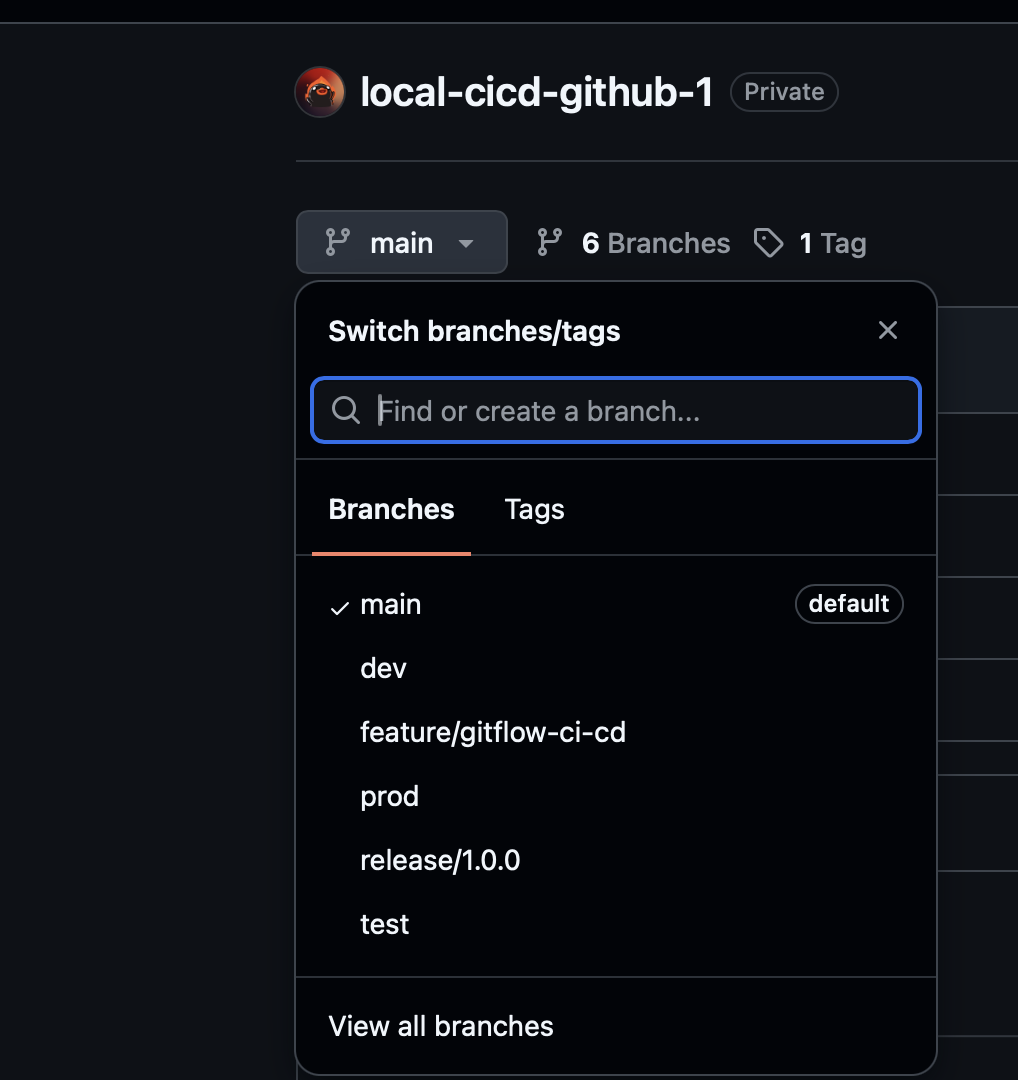 local-cicd-github-1 Private
main 6 Branches 1 Tag
Switch branches/tags
Find or create a branch...
Branches Tags
main default
dev
feature/gitflow-ci-cd
prod
release/1.0.0
test
View all branches